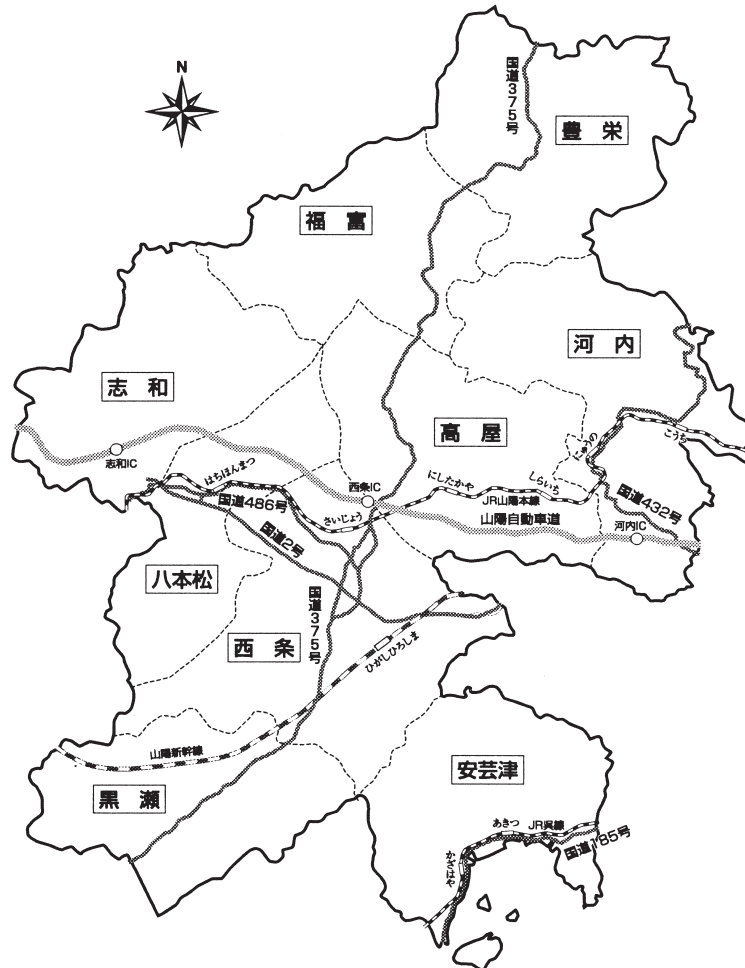 N
国道375号
豊 栄
福 富
河 内
志 和
高 屋
にゅうの
こうち
志和IC
はちほんまつ
西条IC
にしたかや
しらいち
JR山陽本線
国道486号
さいじょう
山陽自動車道
国道432号
河内IC
国道2号
八本松
国道375号
西 条
ひがしひろしま
山陽新幹線
安芸津
黒 瀬
あきつ
JR呉線
国道185号
かざはや